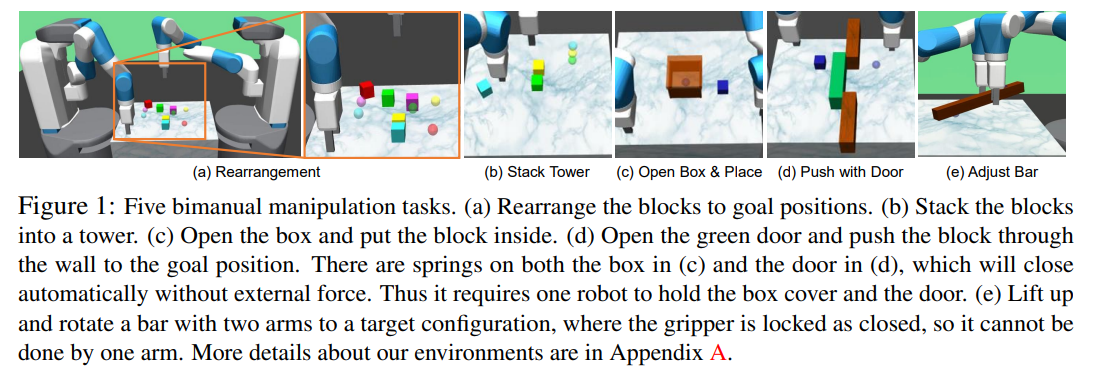 (a) Rearrangement
(b) Stack Tower
(c) Open Box & Place
(d) Push with Door
(e) Adjust Bar
Figure 1: Five bimanual manipulation tasks. (a) Rearrange the blocks to goal positions. (b) Stack the blocks
into a tower. (c) Open the box and put the block inside. (d) Open the green door and push the block through
the wall to the goal position. There are springs on both the box in (c) and the door in (d), which will close
automatically without external force. Thus it requires one robot to hold the box cover and the door. (e) Lift up
and rotate a bar with two arms to a target configuration, where the gripper is locked as closed, so it cannot be
done by one arm. More details about our environments are in Appendix A.